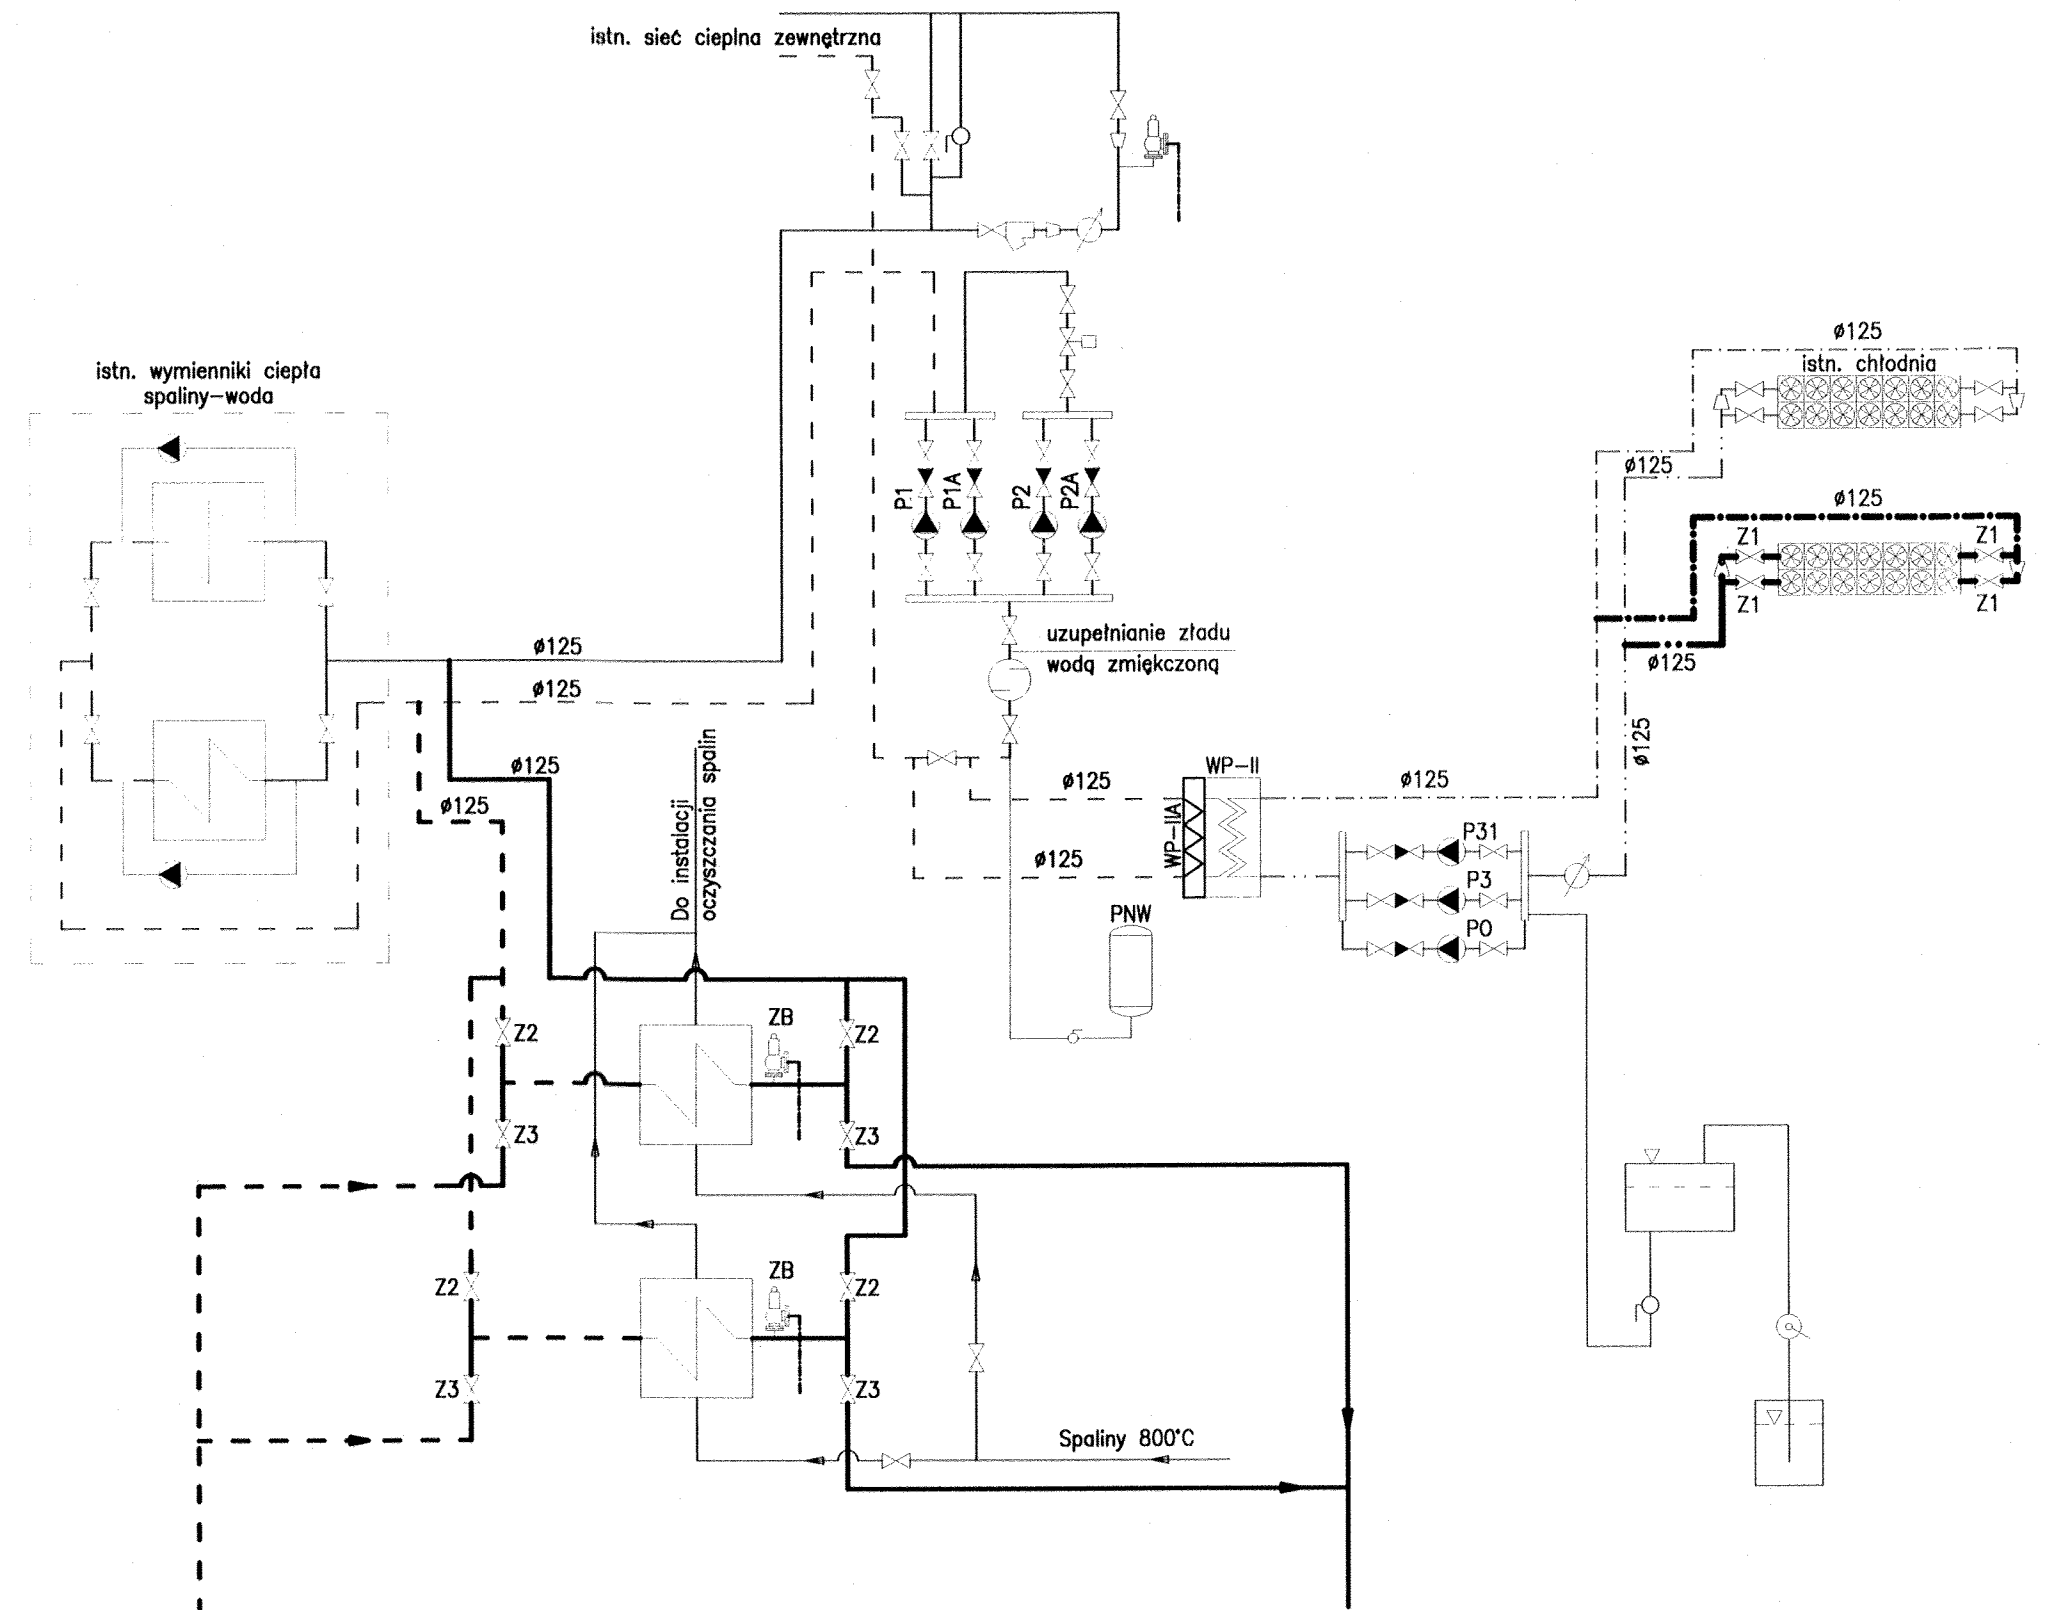 istn. sieć cieplna zewnętrzna
ø125
istn. chłodnia
istn. wymienniki ciepła
spaliny-woda
ø125
ø125
P1
P1A
P2
P2A
Z1
Z1
Z1
Z1
uzupełnianie zładu
wodą zmiękczoną
ø125
ø125
ø125
ø125
ø125
ø125
Do instalacji
oczyszczania spalin
ø125
WP-II
ø125
WP-IIA
ø125
ø125
P31
P3
PO
PNW
ZB
Z2
Z2
Z3
Z3
ZB
Z2
Z2
Z3
Z3
Spaliny 800°C